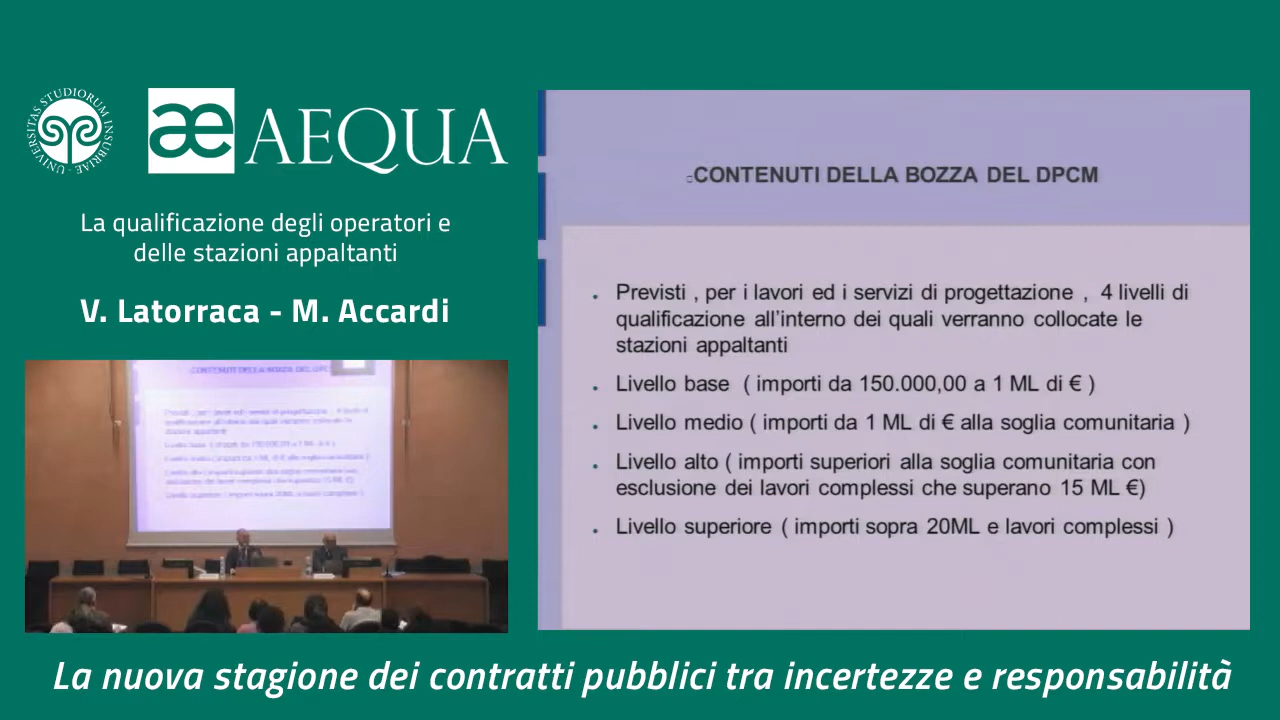 UNIVERSITAS STUDIORUM INSUBRIAE
æ AEQUA
La qualificazione degli operatori e
delle stazioni appaltanti
V. Latorraca - M. Accardi
CONTENUTI DELLA BOZZA DEL DPCM
Previsti , per i lavori ed i servizi di progettazione , 4 livelli di
qualificazione all'interno dei quali verranno collocate le
stazioni appaltanti
Livello base ( importi da 150.000,00 a 1 ML di € )
Livello medio ( importi da 1 ML di € alla soglia comunitaria )
Livello alto ( importi superiori alla soglia comunitaria con
esclusione dei lavori complessi che superano 15 ML €)
Livello superiore ( importi sopra 20ML e lavori complessi )
La nuova stagione dei contratti pubblici tra incertezze e responsabilità